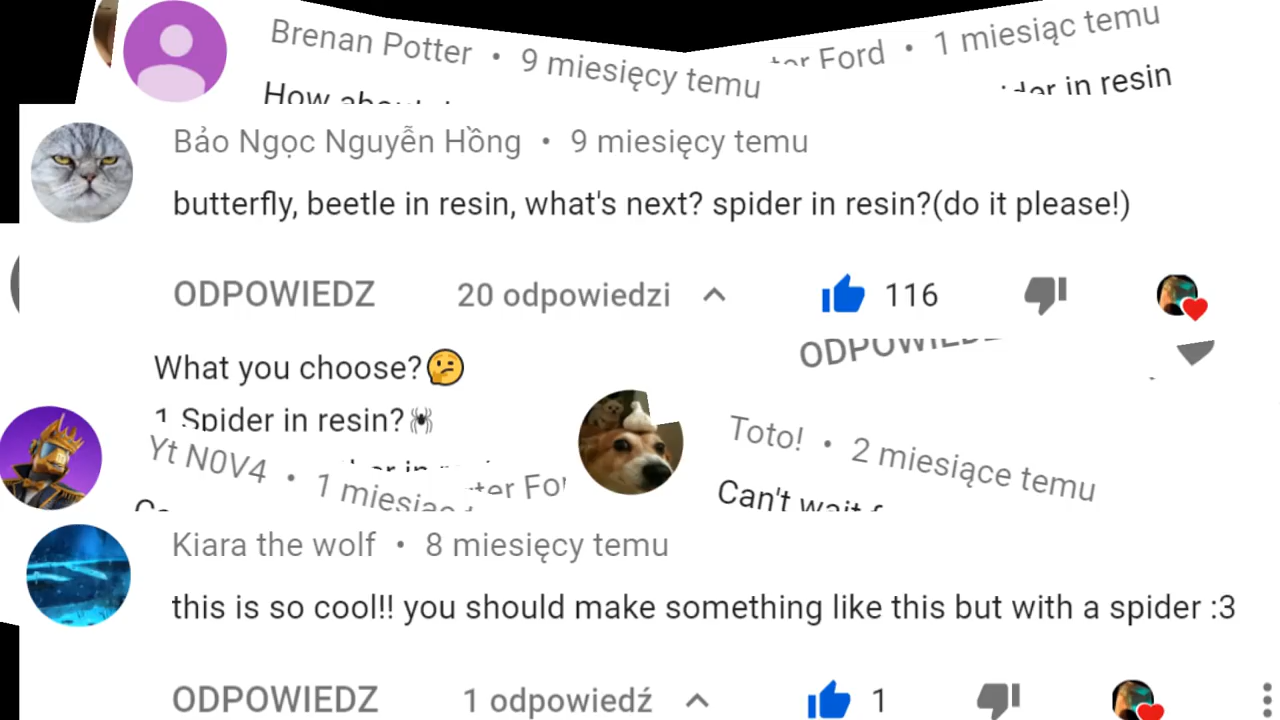 Brenan Potter • 9 miesięcy temu
Ford • 1 miesiąc temu
How about
in resin
Bảo Ngọc Nguyễn Hồng • 9 miesięcy temu
butterfly, beetle in resin, what's next? spider in resin?(do it please!)
ODPOWIEDZ 20 odpowiedzi 116
ODPOWIEDZ
What you choose?🤔
1 Spider in resin?🕷
Yt N0V4 • 1 miesiąc
Toto! • 2 miesiące temu
Can't wait
Kiara the wolf • 8 miesięcy temu
this is so cool!! you should make something like this but with a spider :3
ODPOWIEDZ 1 odpowiedź 1